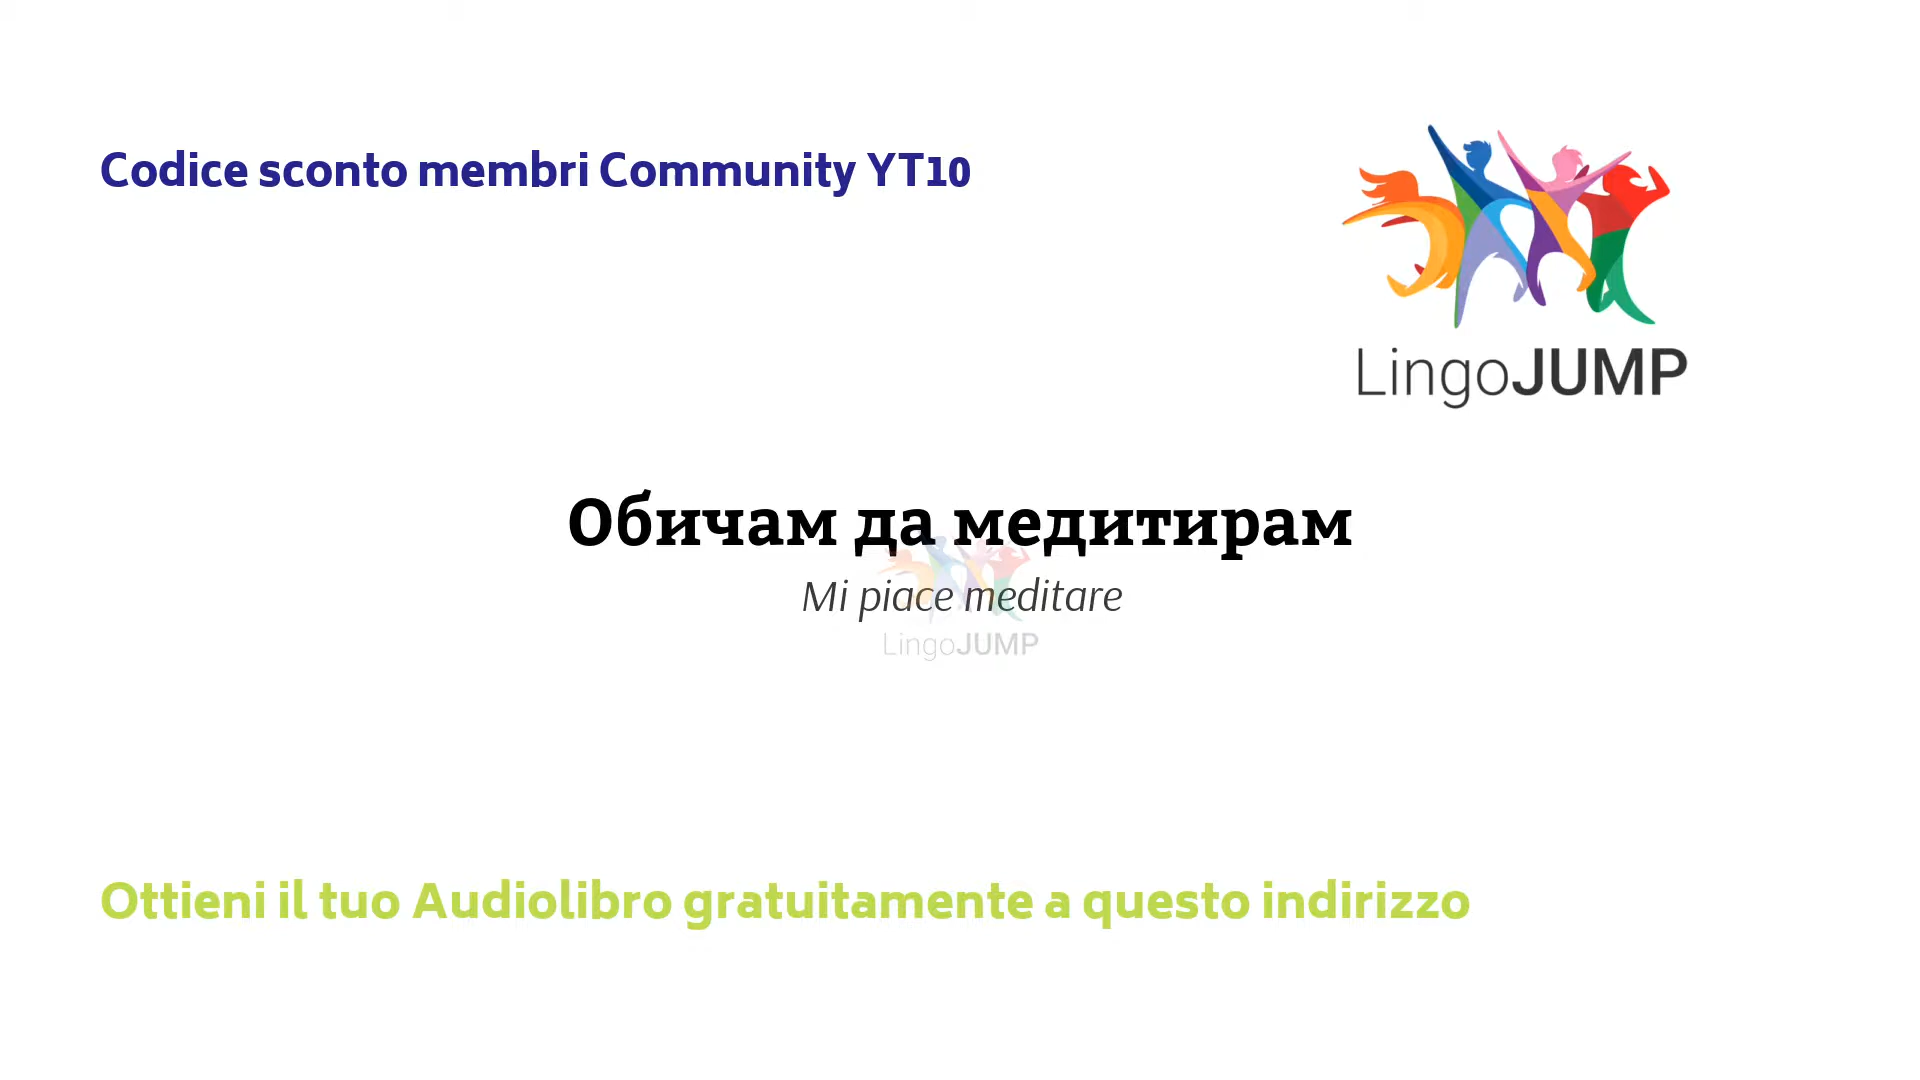 Codice sconto membri Community YT10
LingoJUMP
Обичам да медитирам
Mi piace meditare
LingoJUMP
Ottieni il tuo Audiolibro gratuitamente a questo indirizzo